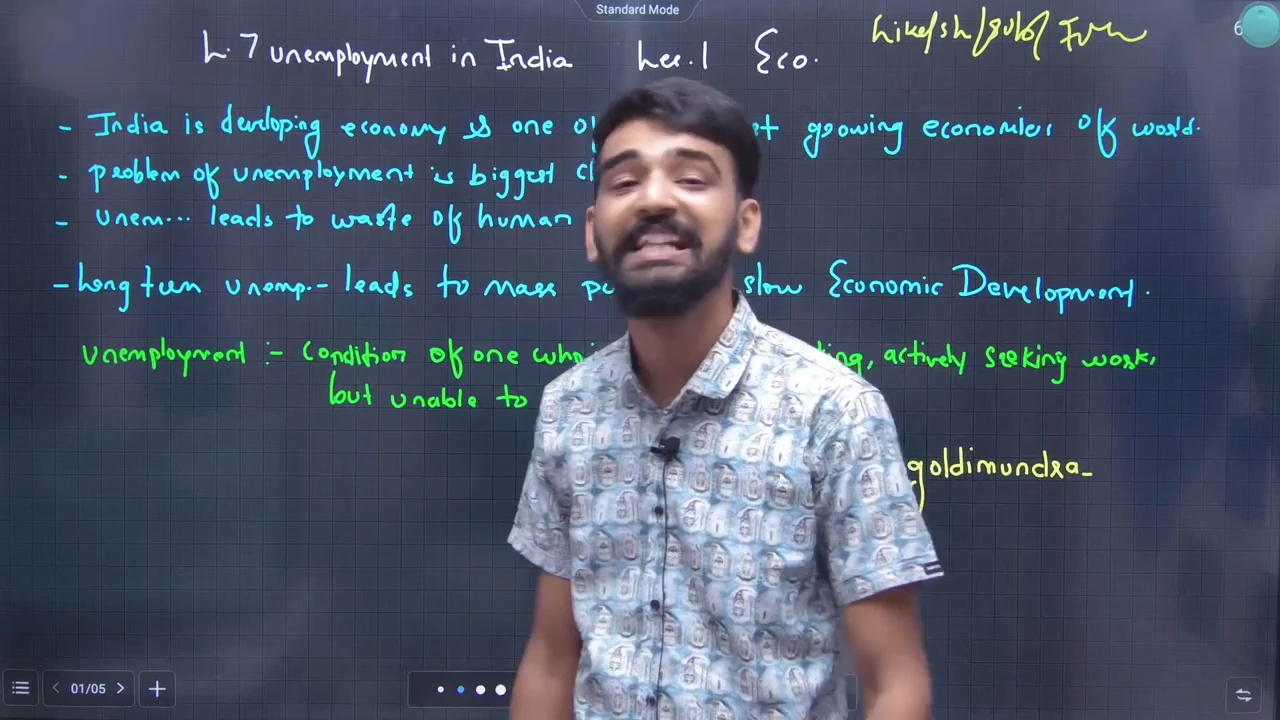 Standard Mode
L. 7 unemployment in India Lec. 1 Eco.
Like/sh/sub/
6
- India is developing economy & one of growing economies of world.
- problem of unemployment is biggest
- unem... leads to waste of human
- Long term unemp.- leads to mass slow Economic Development.
unemployment :- condition of one who actively seeking work,
but unable to
goldimundra_
01/05